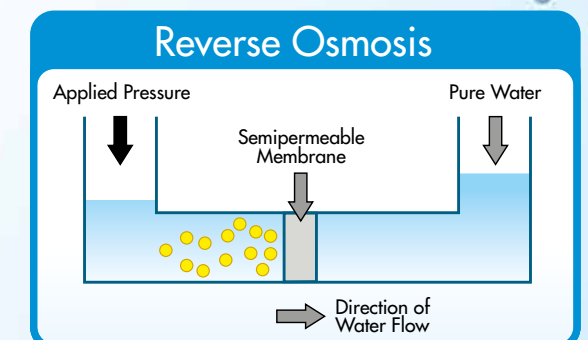 Reverse Osmosis
Applied Pressure
Pure Water
Semipermeable
Membrane
Direction of
Water Flow